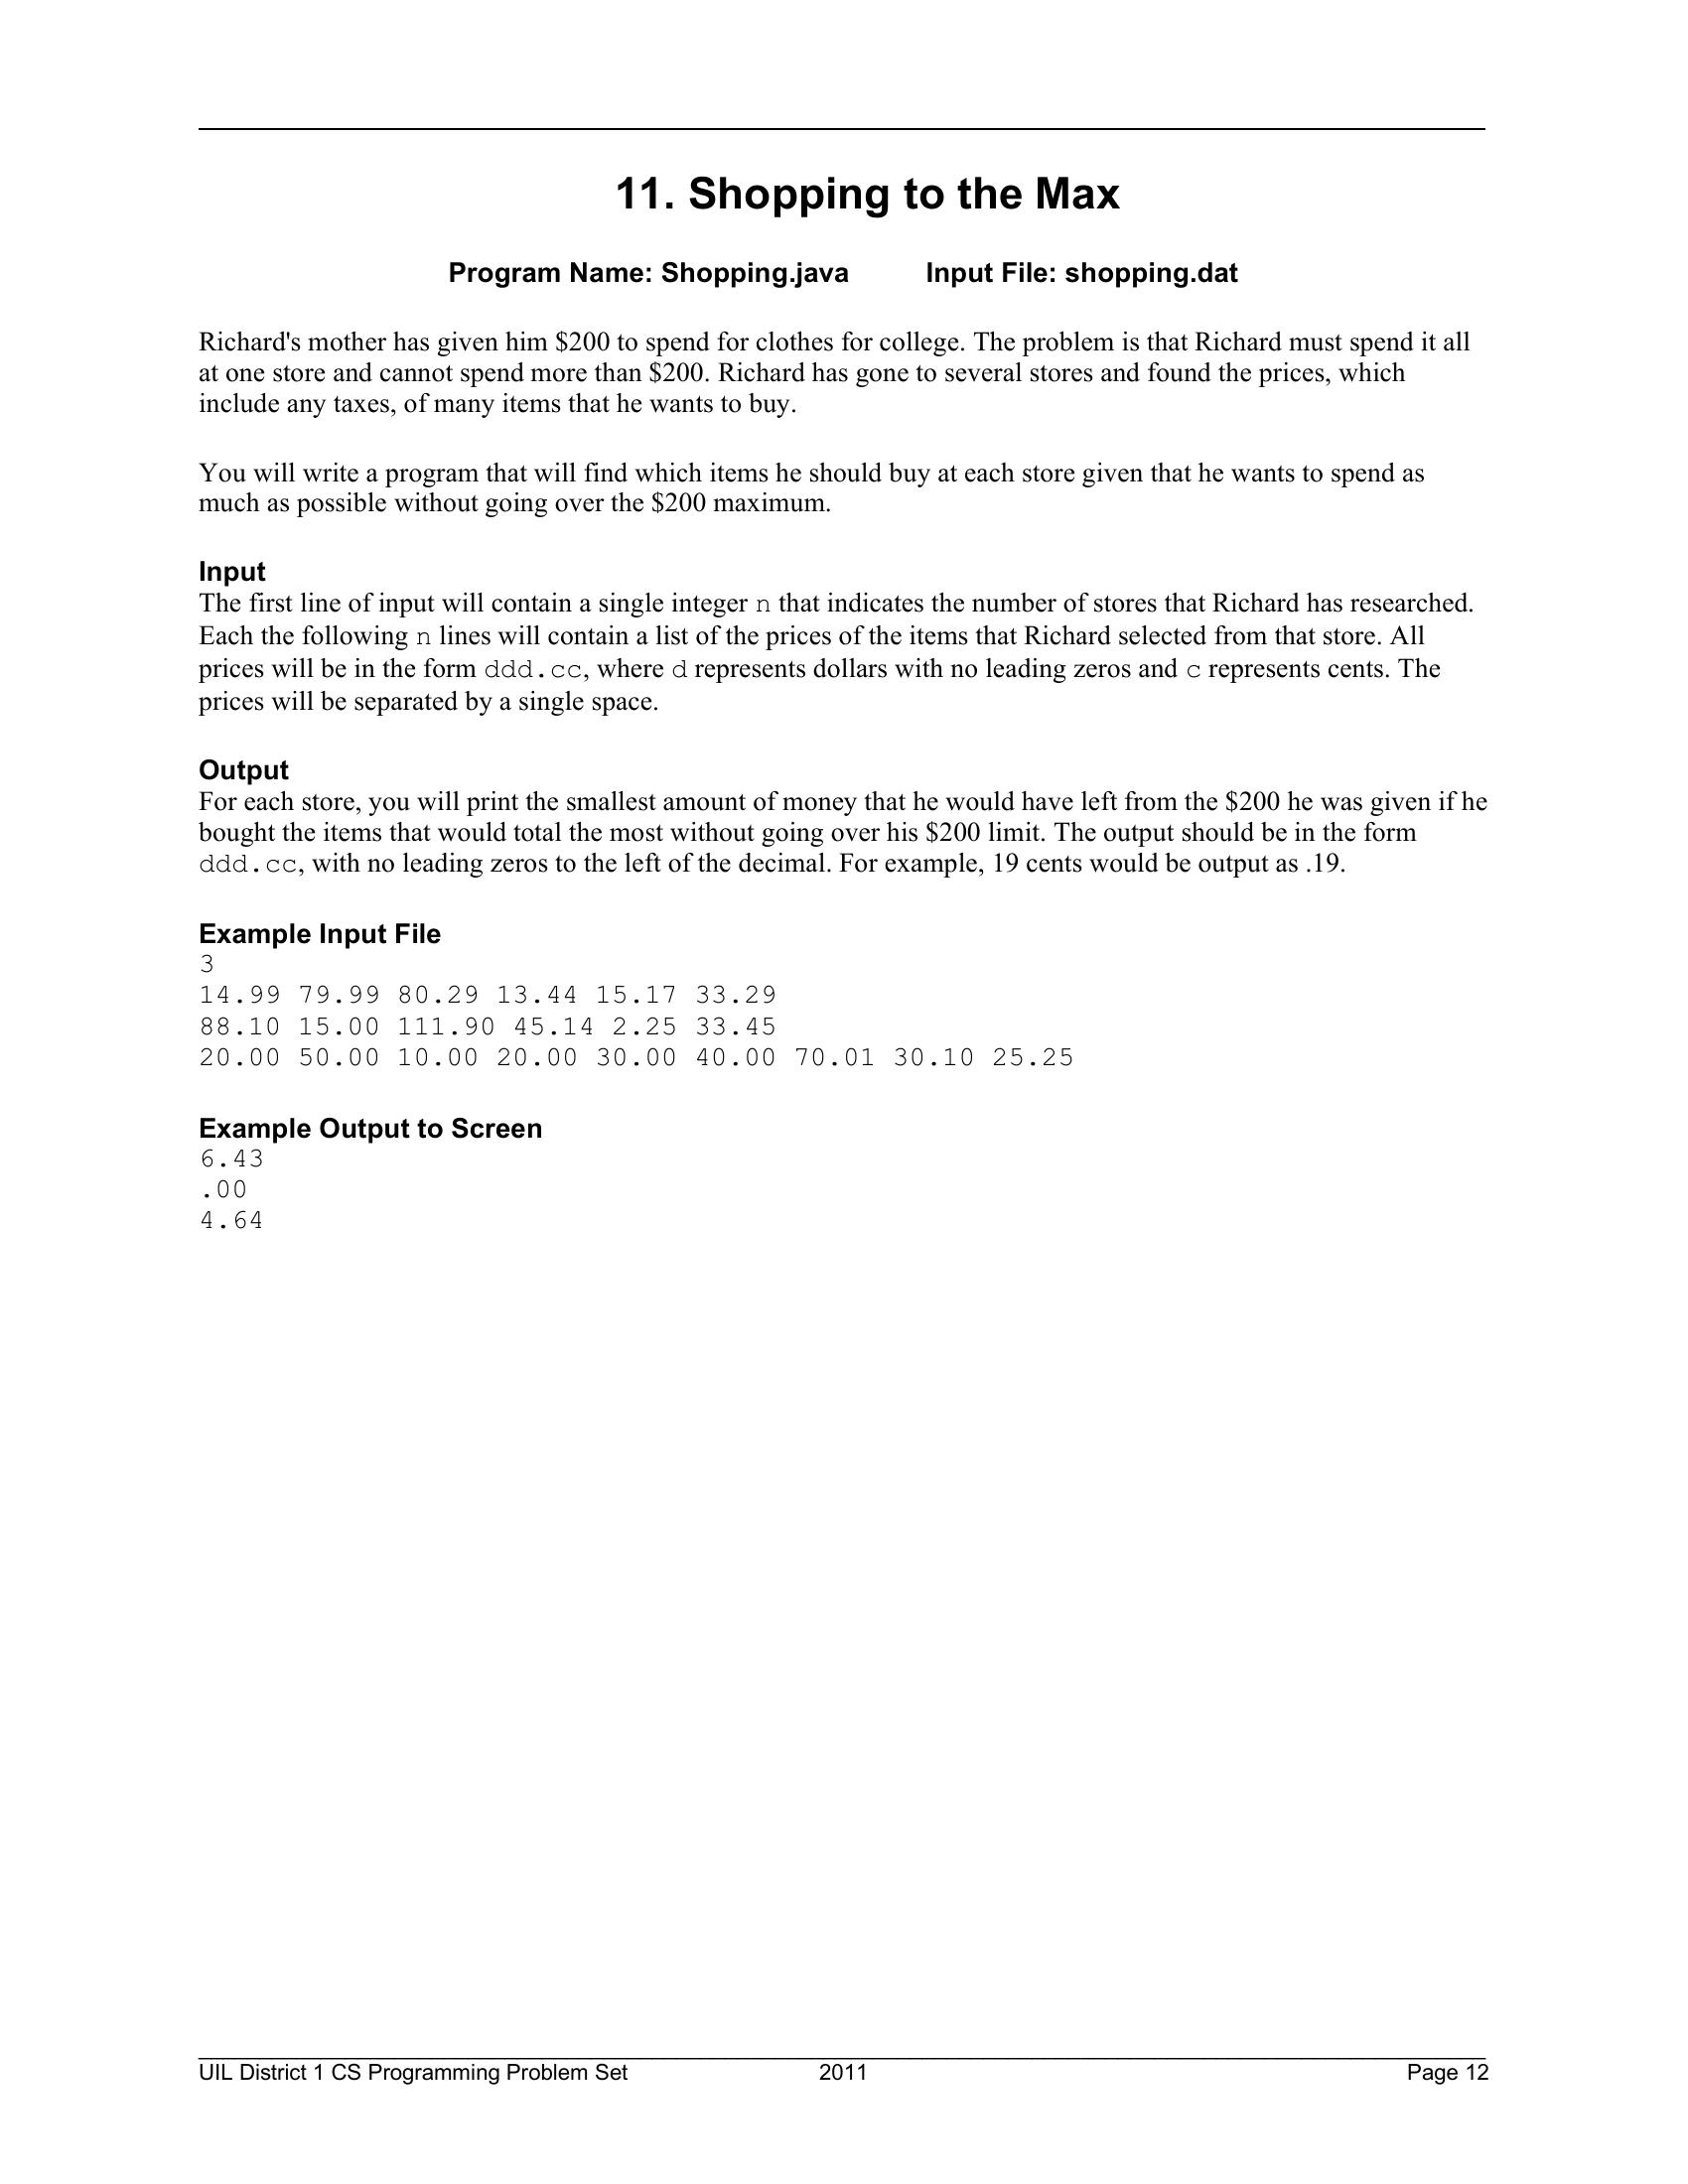 11. Shopping to the Max
Program Name: Shopping.java Input File: shopping.dat
Richard's mother has given him $200 to spend for clothes for college. The problem is that Richard must spend it all
at one store and cannot spend more than $200. Richard has gone to several stores and found the prices, which
include any taxes, of many items that he wants to buy.
You will write a program that will find which items he should buy at each store given that he wants to spend as
much as possible without going over the $200 maximum.
Input
The first line of input will contain a single integer n that indicates the number of stores that Richard has researched.
Each the following n lines will contain a list of the prices of the items that Richard selected from that store. All
prices will be in the form ddd.cc, where d represents dollars with no leading zeros and c represents cents. The
prices will be separated by a single space.
Output
For each store, you will print the smallest amount of money that he would have left from the $200 he was given if he
bought the items that would total the most without going over his $200 limit. The output should be in the form
ddd.cc, with no leading zeros to the left of the decimal. For example, 19 cents would be output as .19.
Example Input File
3
14.99 79.99 80.29 13.44 15.17 33.29
88.10 15.00 111.90 45.14 2.25 33.45
20.00 50.00 10.00 20.00 30.00 40.00 70.01 30.10 25.25
Example Output to Screen
6.43
.00
4.64
UIL District 1 CS Programming Problem Set 2011 Page 12